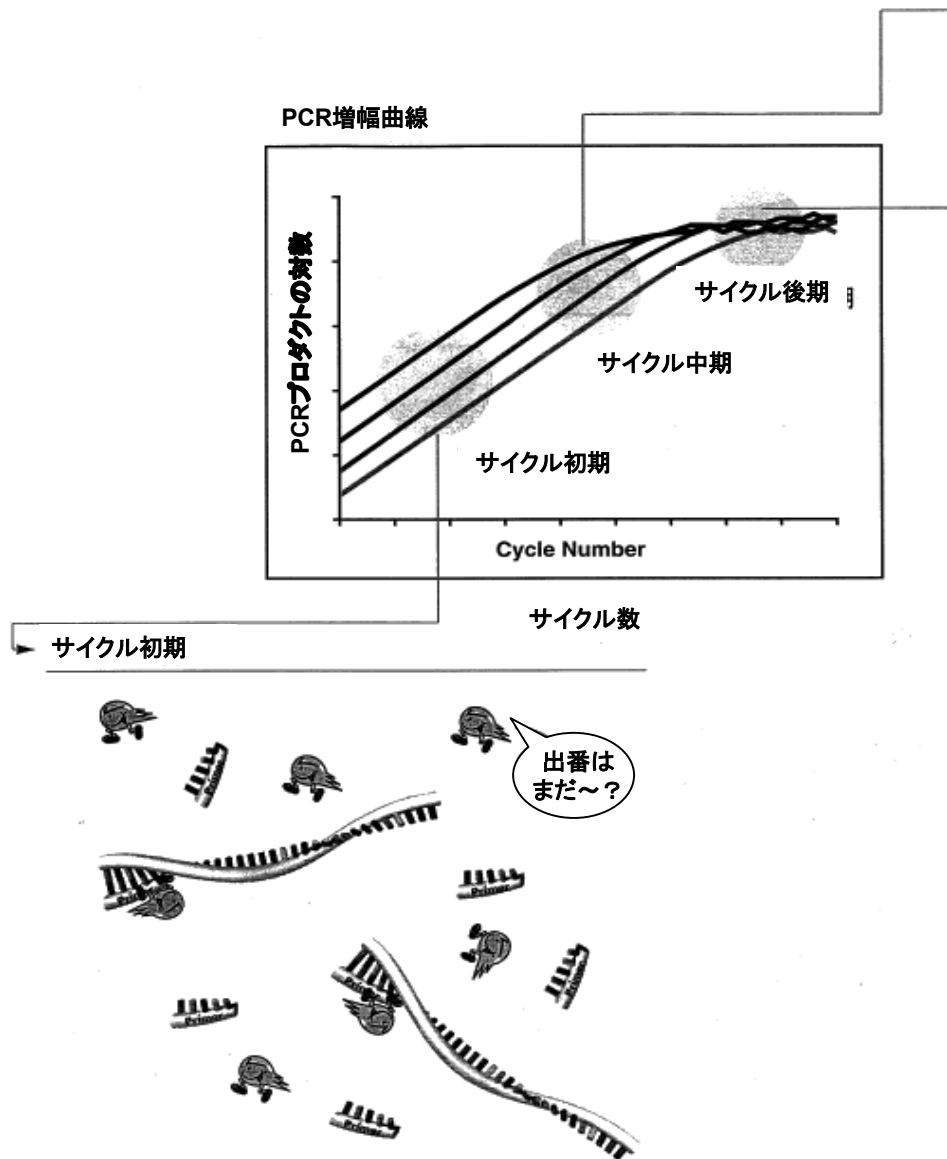 PCR増幅曲線
PCRプロダクトの対数
サイクル後期
サイクル中期
サイクル初期
Cycle Number
サイクル数
サイクル初期
出番は
まだ～？
Primer
Primer
Primer
Primer
Primer
Primer
Primer